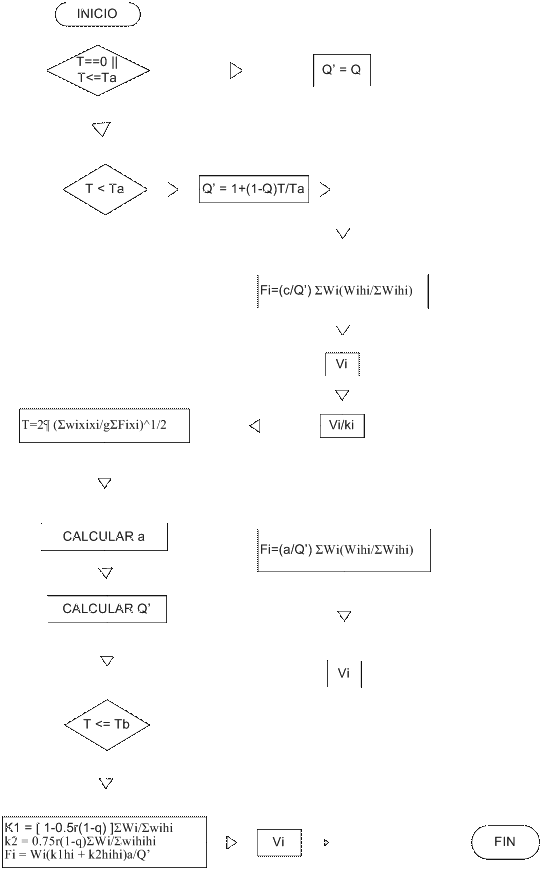 INICIO
T==0 ||
T<=Ta
Q' = Q
T < Ta
Q' = 1+(1-Q)T/Ta
Fi=(c/Q') ΣWi(Wihi/ΣWihi)
Vi
Vi/ki
T=2¶ (Σwixixi/gΣFixi)^1/2
CALCULAR a
Fi=(a/Q') ΣWi(Wihi/ΣWihi)
CALCULAR Q'
Vi
T <= Tb
K1 = [ 1-0.5r(1-q) ]ΣWi/Σwihi
k2 = 0.75r(1-q)ΣWi/Σwihihi
Fi = Wi(k1hi + k2hihi)a/Q'
Vi
FIN